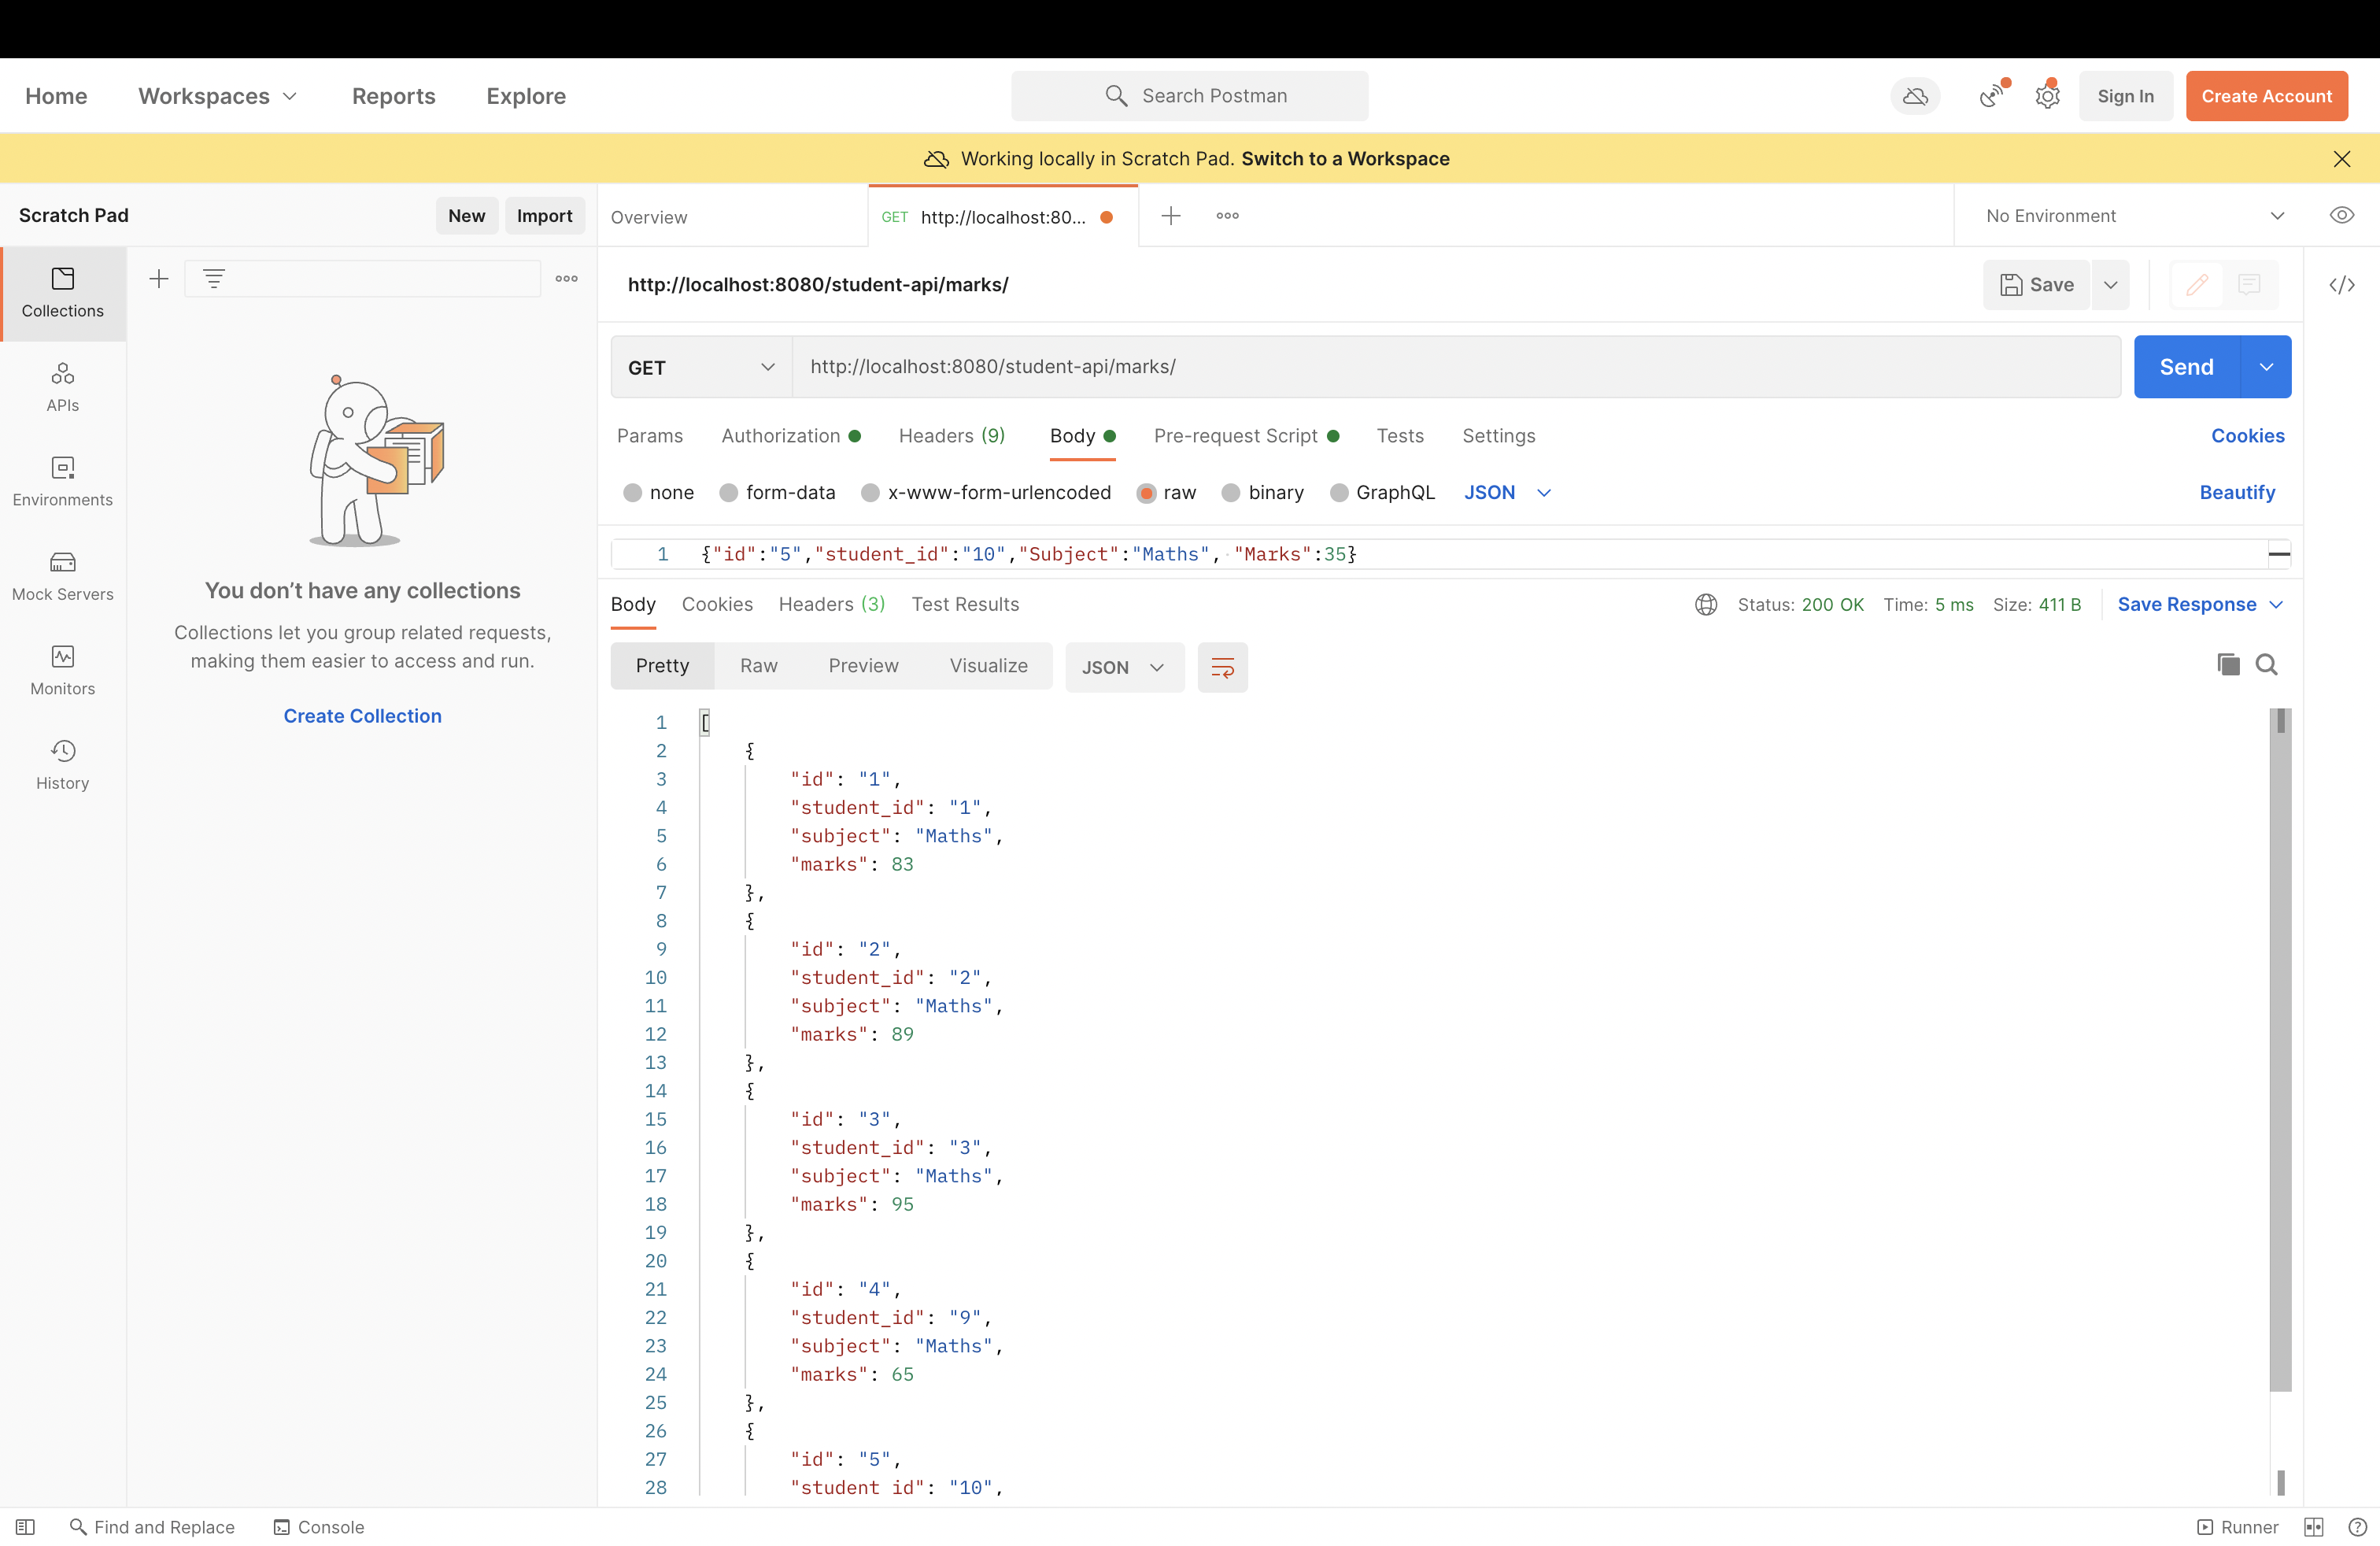 Home Workspaces Reports Explore Search Postman Sign In Create Account
Working locally in Scratch Pad. Switch to a Workspace
Scratch Pad New Import Overview GET http://localhost:80... No Environment
Collections
APIs
Environments
Mock Servers
Monitors
History
You don’t have any collections
Collections let you group related requests,
making them easier to access and run.
Create Collection
http://localhost:8080/student-api/marks/ Save
GET http://localhost:8080/student-api/marks/ Send
Params Authorization Headers (9) Body Pre-request Script Tests Settings Cookies
none form-data x-www-form-urlencoded raw binary GraphQL JSON Beautify
1 {"id":"5","student_id":"10","Subject":"Maths", "Marks":35}
Body Cookies Headers (3) Test Results Status: 200 OK Time: 5 ms Size: 411 B Save Response
Pretty Raw Preview Visualize JSON
1 [
2 {
3 "id": "1",
4 "student_id": "1",
5 "subject": "Maths",
6 "marks": 83
7 },
8 {
9 "id": "2",
10 "student_id": "2",
11 "subject": "Maths",
12 "marks": 89
13 },
14 {
15 "id": "3",
16 "student_id": "3",
17 "subject": "Maths",
18 "marks": 95
19 },
20 {
21 "id": "4",
22 "student_id": "9",
23 "subject": "Maths",
24 "marks": 65
25 },
26 {
27 "id": "5",
28 "student_id": "10",
Find and Replace Console Runner